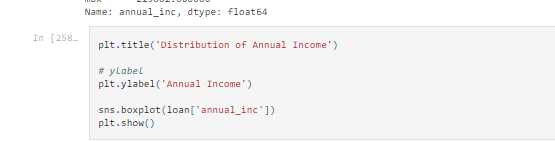 Name: annual_inc, dtype: float64
In [258…
plt.title('Distribution of Annual Income')
# ylabel
plt.ylabel('Annual Income')
sns.boxplot(loan['annual_inc'])
plt.show()